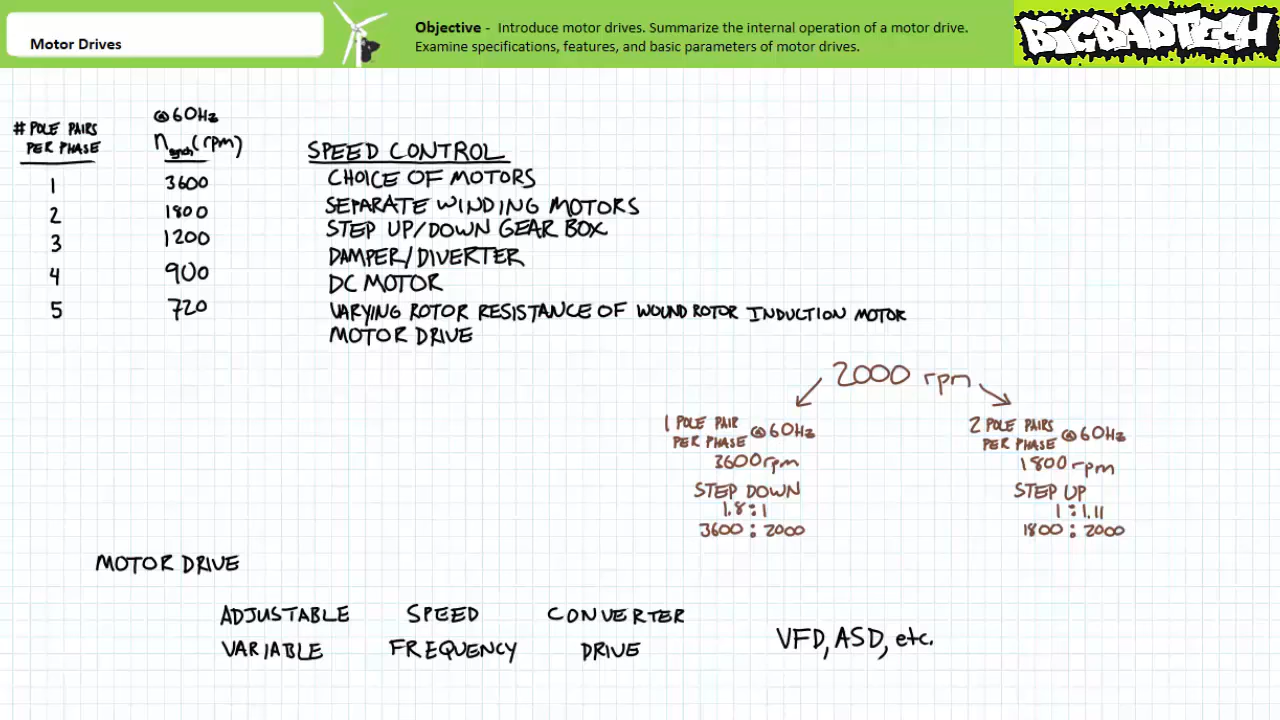 Motor Drives
Objective - Introduce motor drives. Summarize the internal operation of a motor drive.
Examine specifications, features, and basic parameters of motor drives.
BIGBADTECH
# POLE PAIRS
PER PHASE
@60Hz
nsynch(rpm)
1 3600
2 1800
3 1200
4 900
5 720
SPEED CONTROL
CHOICE OF MOTORS
SEPARATE WINDING MOTORS
STEP UP/DOWN GEAR BOX
DAMPER/DIVERTER
DC MOTOR
VARYING ROTOR RESISTANCE OF WOUND ROTOR INDUCTION MOTOR
MOTOR DRIVE
2000 rpm
1 POLE PAIR
PER PHASE @60Hz
3600rpm
STEP DOWN
1.8:1
3600:2000
2 POLE PAIRS
PER PHASE @60Hz
1800 rpm
STEP UP
1:1.11
1800:2000
MOTOR DRIVE
ADJUSTABLE SPEED CONVERTER
VARIABLE FREQUENCY DRIVE
VFD, ASD, etc.